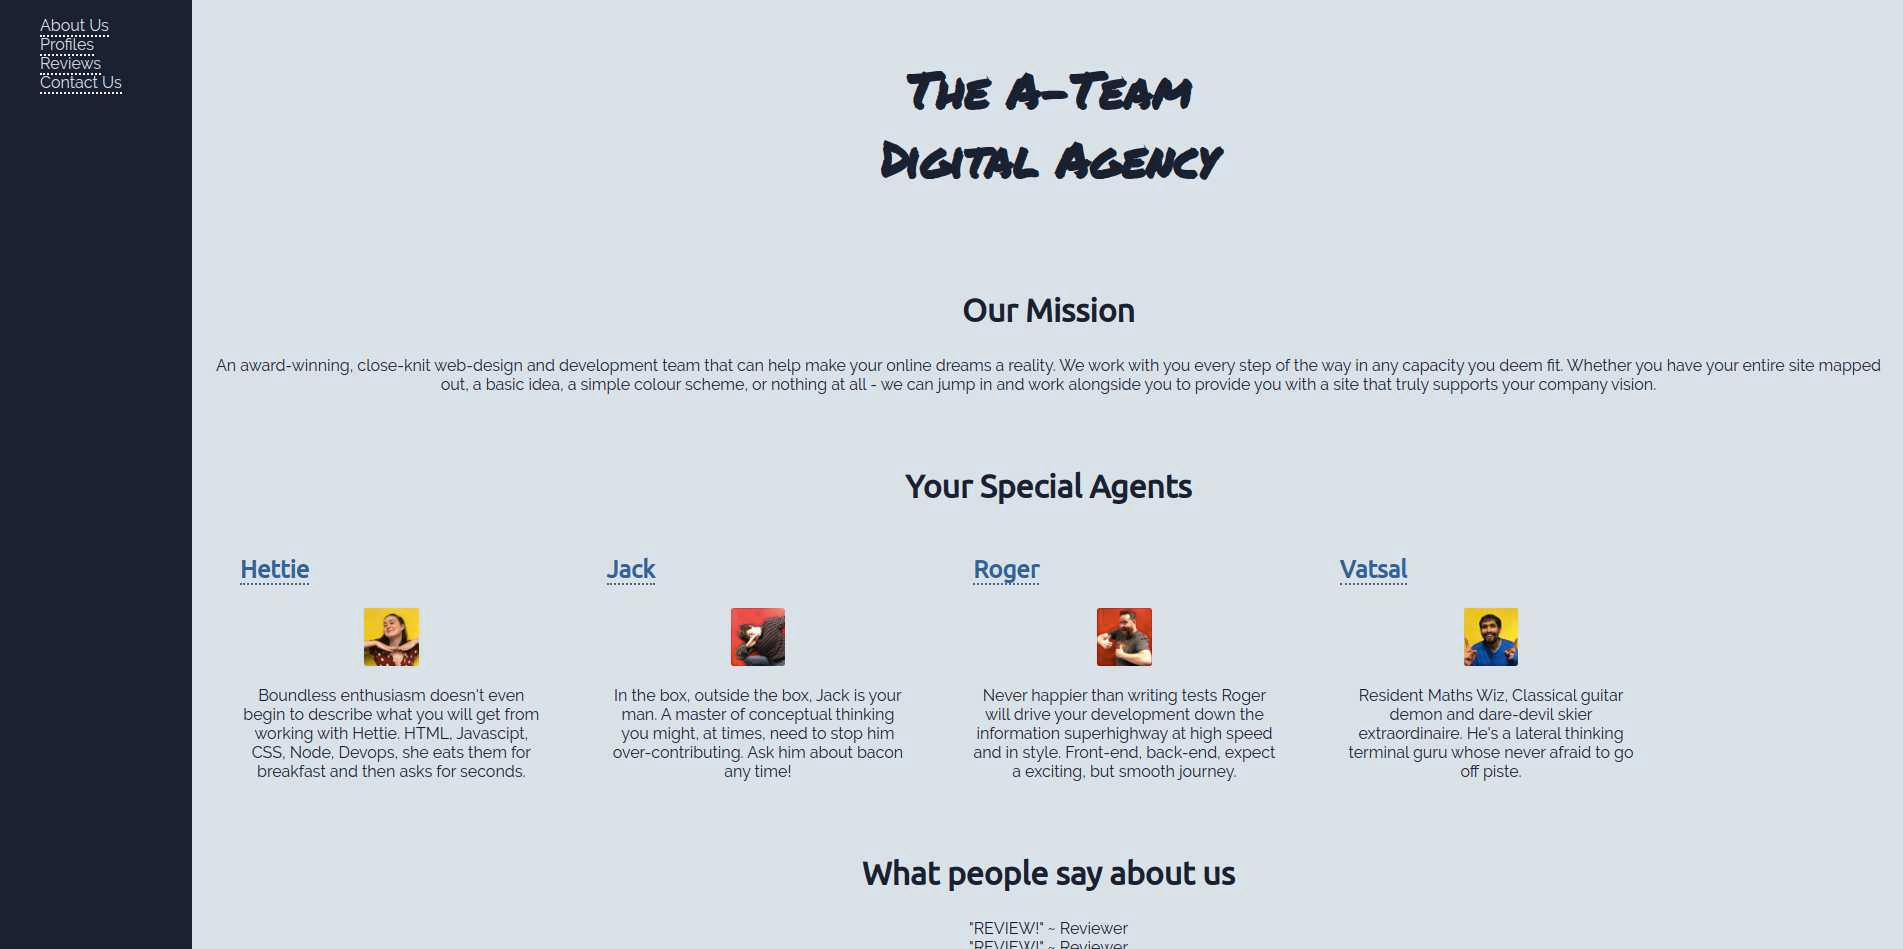 About Us
Profiles
Reviews
Contact Us
The A-Team
Digital Agency
Our Mission
An award-winning, close-knit web-design and development team that can help make your online dreams a reality. We work with you every step of the way in any capacity you deem fit. Whether you have your entire site mapped
out, a basic idea, a simple colour scheme, or nothing at all - we can jump in and work alongside you to provide you with a site that truly supports your company vision.
Your Special Agents
Hettie
Boundless enthusiasm doesn't even
begin to describe what you will get from
working with Hettie. HTML, Javascipt,
CSS, Node, Devops, she eats them for
breakfast and then asks for seconds.
Jack
In the box, outside the box, Jack is your
man. A master of conceptual thinking
you might, at times, need to stop him
over-contributing. Ask him about bacon
any time!
Roger
Never happier than writing tests Roger
will drive your development down the
information superhighway at high speed
and in style. Front-end, back-end, expect
a exciting, but smooth journey.
Vatsal
Resident Maths Wiz, Classical guitar
demon and dare-devil skier
extraordinaire. He's a lateral thinking
terminal guru whose never afraid to go
off piste.
What people say about us
"REVIEW!" ~ Reviewer
"REVIEW!" ~ Reviewer